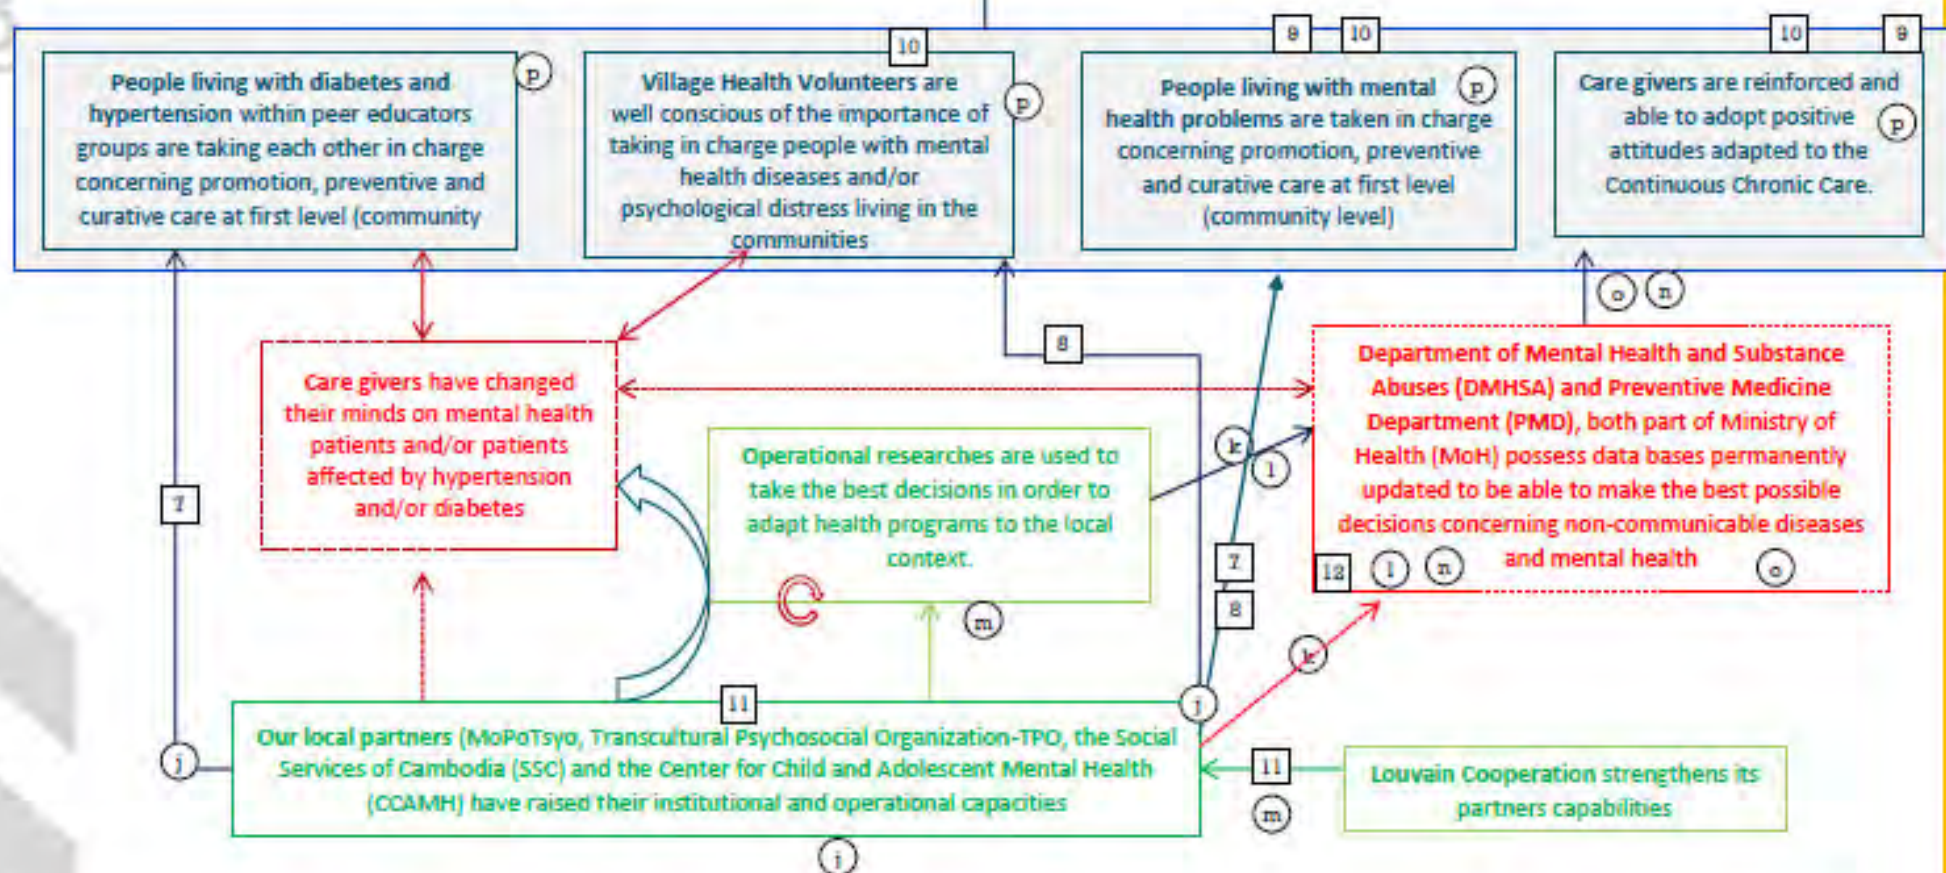 10
9
10
10
9
People living with diabetes and
hypertension within peer educators
groups are taking each other in charge
concerning promotion, preventive and
curative care at first level (community
p
Village Health Volunteers are
well conscious of the importance of
taking in charge people with mental
health diseases and/or
psychological distress living in the
communities
p
People living with mental
health problems are taken in charge
concerning promotion, preventive
and curative care at first level
(community level)
p
Care givers are reinforced and
able to adopt positive
attitudes adapted to the
Continuous Chronic Care.
p
o
n
8
Care givers have changed
their minds on mental health
patients and/or patients
affected by hypertension
and/or diabetes
7
Operational researches are used to
take the best decisions in order to
adapt health programs to the local
context.
C
m
k
l
7
8
Department of Mental Health and Substance
Abuses (DMHSA) and Preventive Medicine
Department (PMD), both part of Ministry of
Health (MoH) possess data bases permanently
updated to be able to make the best possible
decisions concerning non-communicable diseases
and mental health
12
l
n
o
k
j
11
j
Our local partners (MoPoTsyo, Transcultural Psychosocial Organization-TPO, the Social
Services of Cambodia (SSC) and the Center for Child and Adolescent Mental Health
(CCAMH) have raised their institutional and operational capacities
j
11
m
Louvain Cooperation strengthens its
partners capabilities